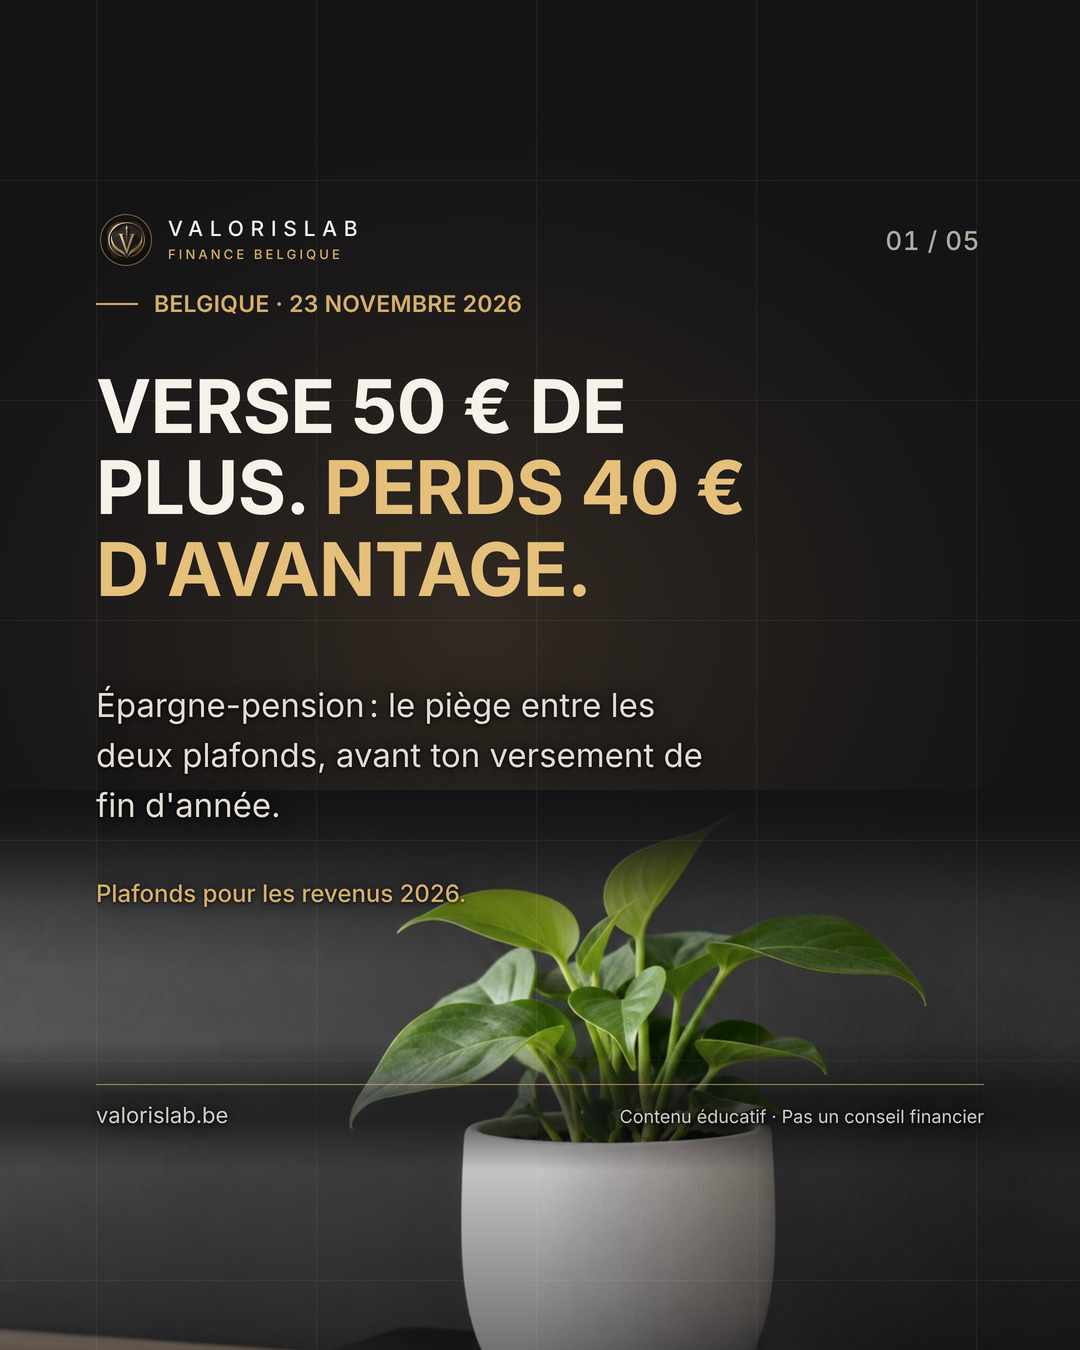 VALORISLAB
FINANCE BELGIQUE
01 / 05
BELGIQUE · 23 NOVEMBRE 2026
VERSE 50 € DE
PLUS. PERDS 40 €
D'AVANTAGE.
Épargne-pension : le piège entre les
deux plafonds, avant ton versement de
fin d'année.
Plafonds pour les revenus 2026.
valorislab.be
Contenu éducatif · Pas un conseil financier